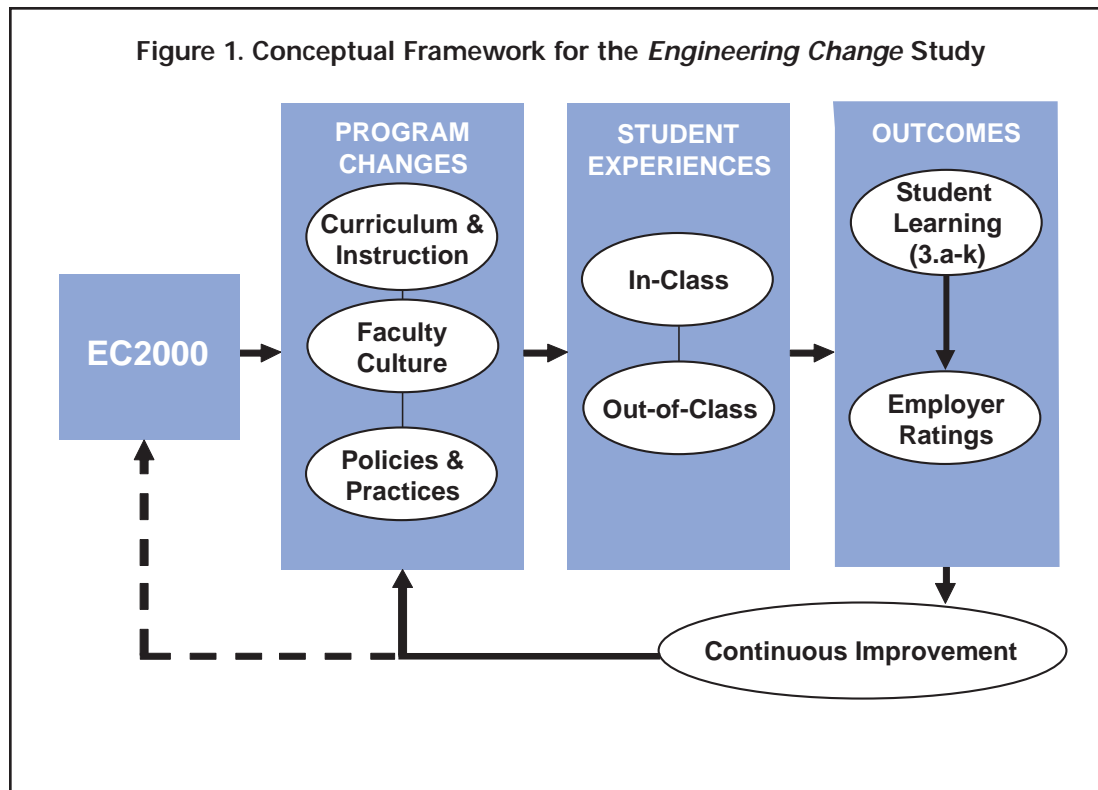 Figure 1. Conceptual Framework for the Engineering Change Study
EC2000
PROGRAM
CHANGES
Curriculum &
Instruction
Faculty
Culture
Policies &
Practices
STUDENT
EXPERIENCES
In-Class
Out-of-Class
OUTCOMES
Student
Learning
(3.a-k)
Employer
Ratings
Continuous Improvement